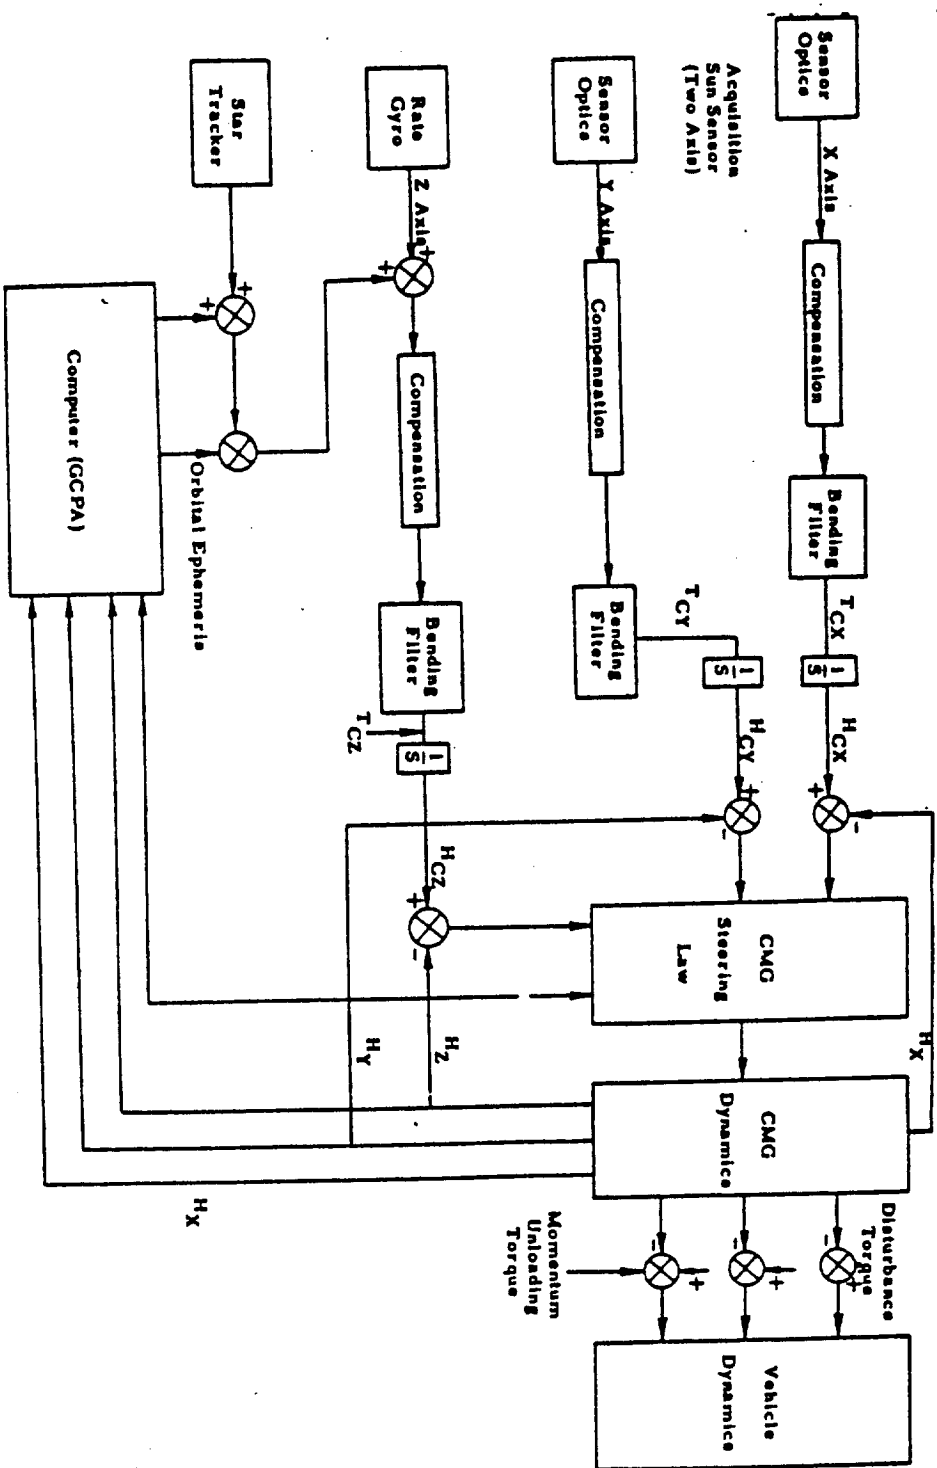 Sensor
Optics
X Axis
Compensation
Bending
Filter
T CX
1/S
H CX
+
-
H X
Acquisition
Sun Sensor
(Two Axis)
Sensor
Optics
Y Axis
Compensation
Bending
Filter
T CY
1/S
H CY
+
-
CMG
Steering
Law
CMG
Dynamics
Disturbance
Torque
-
+
-
+
-
+
Vehicle
Dynamics
Momentum
Unloading
Torque
Rate
Gyro
Z Axis
+
+
Compensation
Bending
Filter
T CZ
1/S
H CZ
+
-
H Z
H Y
Star
Tracker
+
+
Orbital Ephemeris
Computer (GCPA)
H X